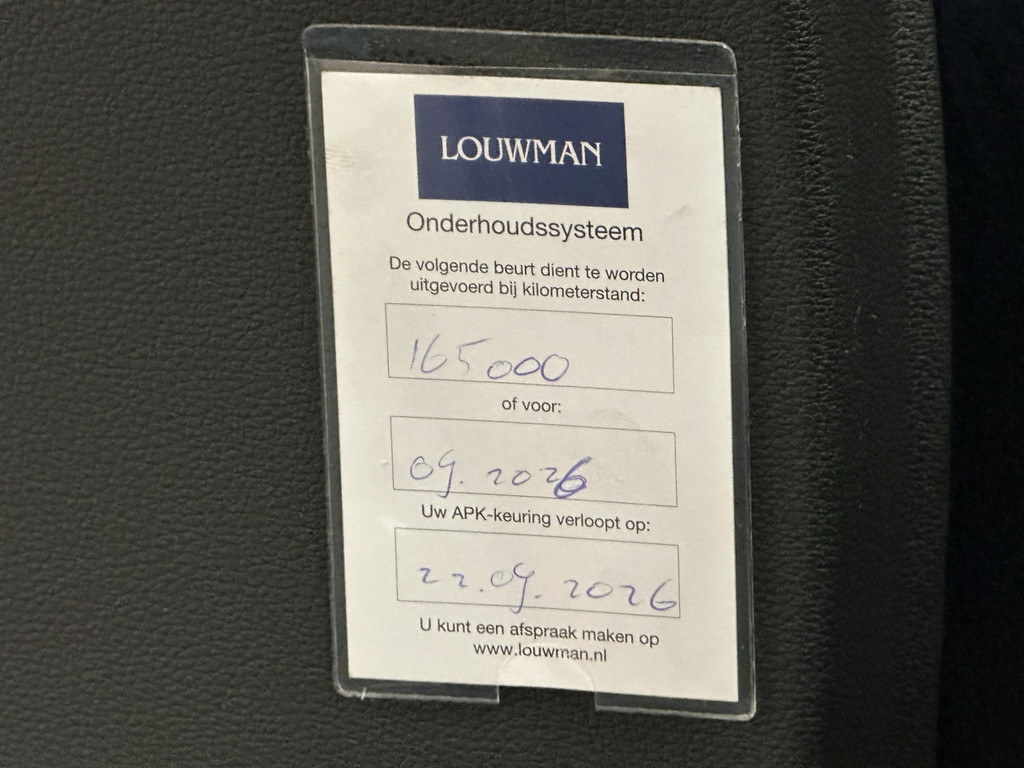 LOUWMAN
Onderhoudssysteem
De volgende beurt dient te worden
uitgevoerd bij kilometerstand:
165000
of voor:
09.2026
Uw APK-keuring verloopt op:
22.09.2026
U kunt een afspraak maken op
www.louwman.nl